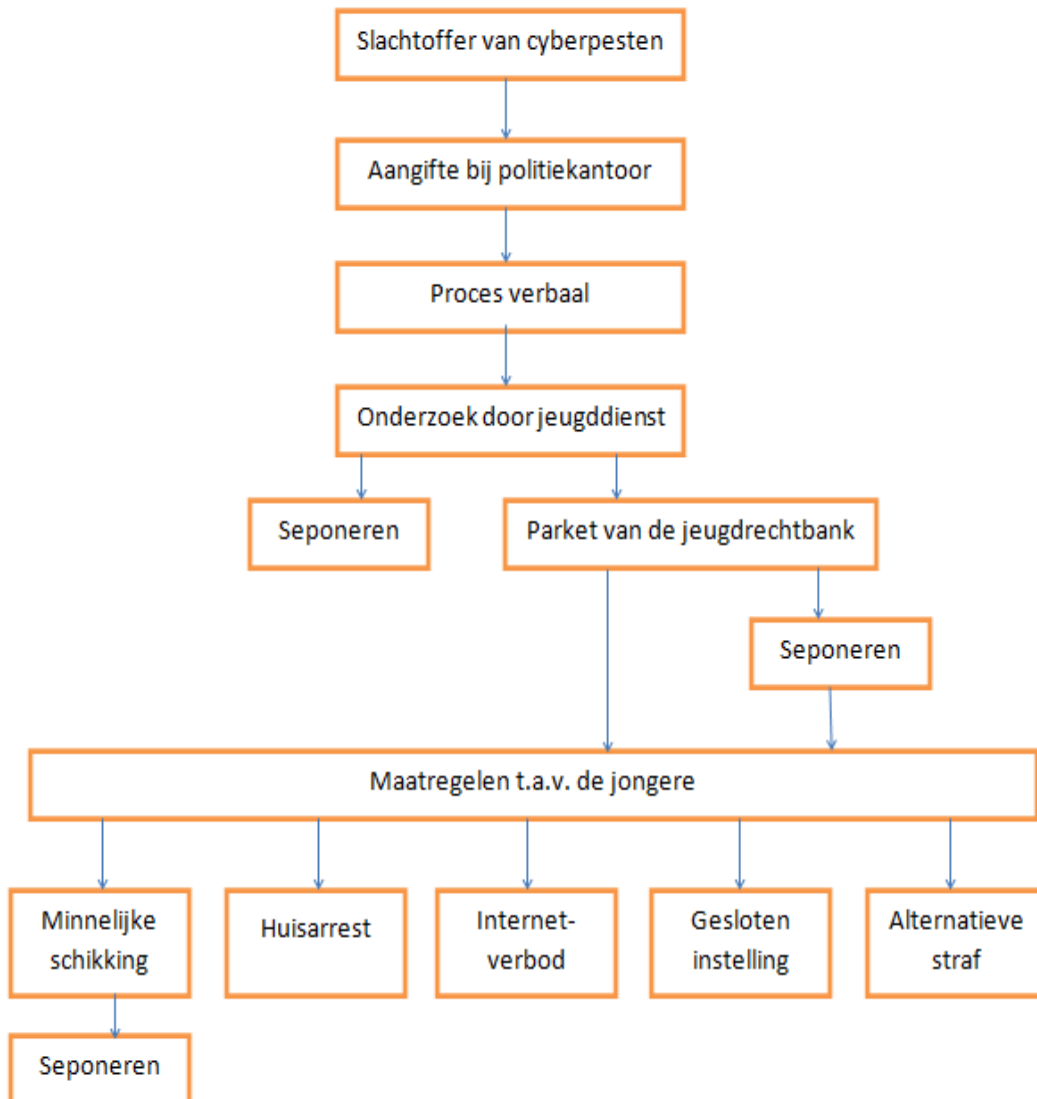 Slachtoffer van cyberpesten
Aangifte bij politiekantoor
Proces verbaal
Onderzoek door jeugddienst
Seponeren
Parket van de jeugdrechtbank
Seponeren
Maatregelen t.a.v. de jongere
Minnelijke
schikking
Huisarrest
Internet-
verbod
Gesloten
instelling
Alternatieve
straf
Seponeren